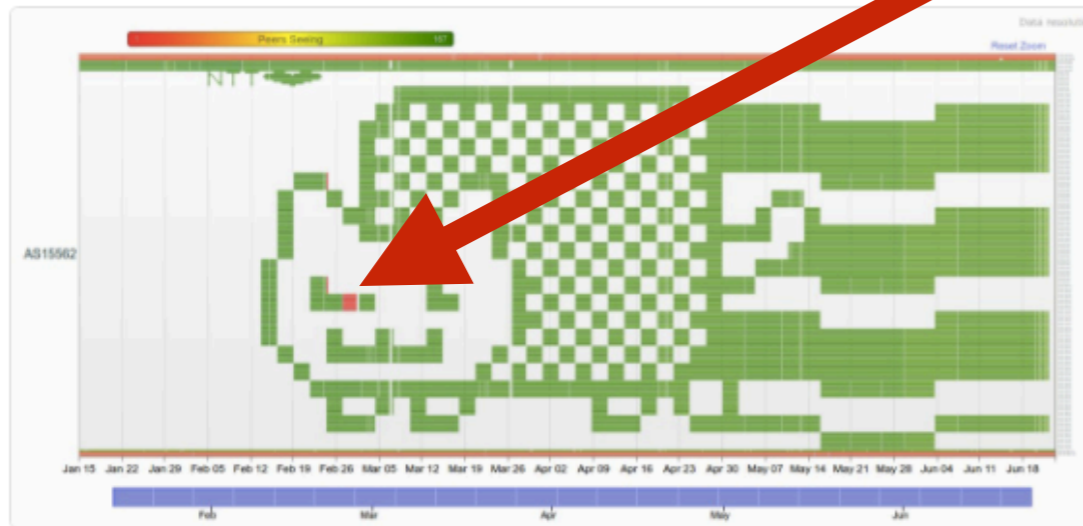 Data resoluti
Peers Seeing 167
Reset Zoom
NTT
AS15562
Jan 15 Jan 22 Jan 29 Feb 05 Feb 12 Feb 19 Feb 26 Mar 05 Mar 12 Mar 19 Mar 26 Apr 02 Apr 09 Apr 16 Apr 23 Apr 30 May 07 May 14 May 21 May 28 Jun 04 Jun 11 Jun 18
Feb Mar Apr May Jun